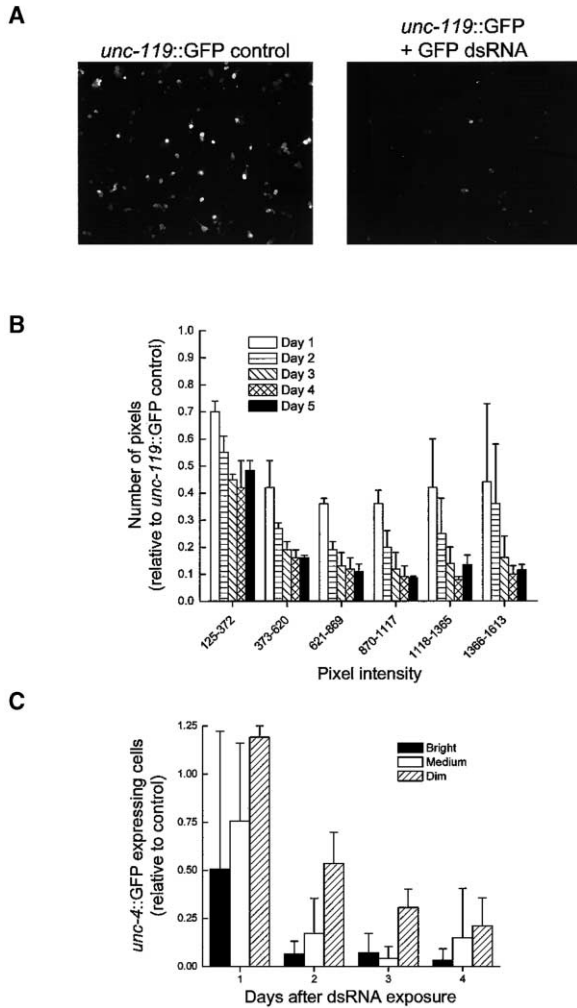 A
unc-119::GFP control
unc-119::GFP
+ GFP dsRNA
B
Number of pixels
(relative to unc-119::GFP control)
1.0
0.9
0.8
0.7
0.6
0.5
0.4
0.3
0.2
0.1
0.0
Day 1
Day 2
Day 3
Day 4
Day 5
125-372
373-620
621-869
870-1117
1118-1365
1366-1613
Pixel intensity
C
unc-4::GFP expressing cells
(relative to control)
1.25
1.00
0.75
0.50
0.25
0.00
Bright
Medium
Dim
1
2
3
4
Days after dsRNA exposure